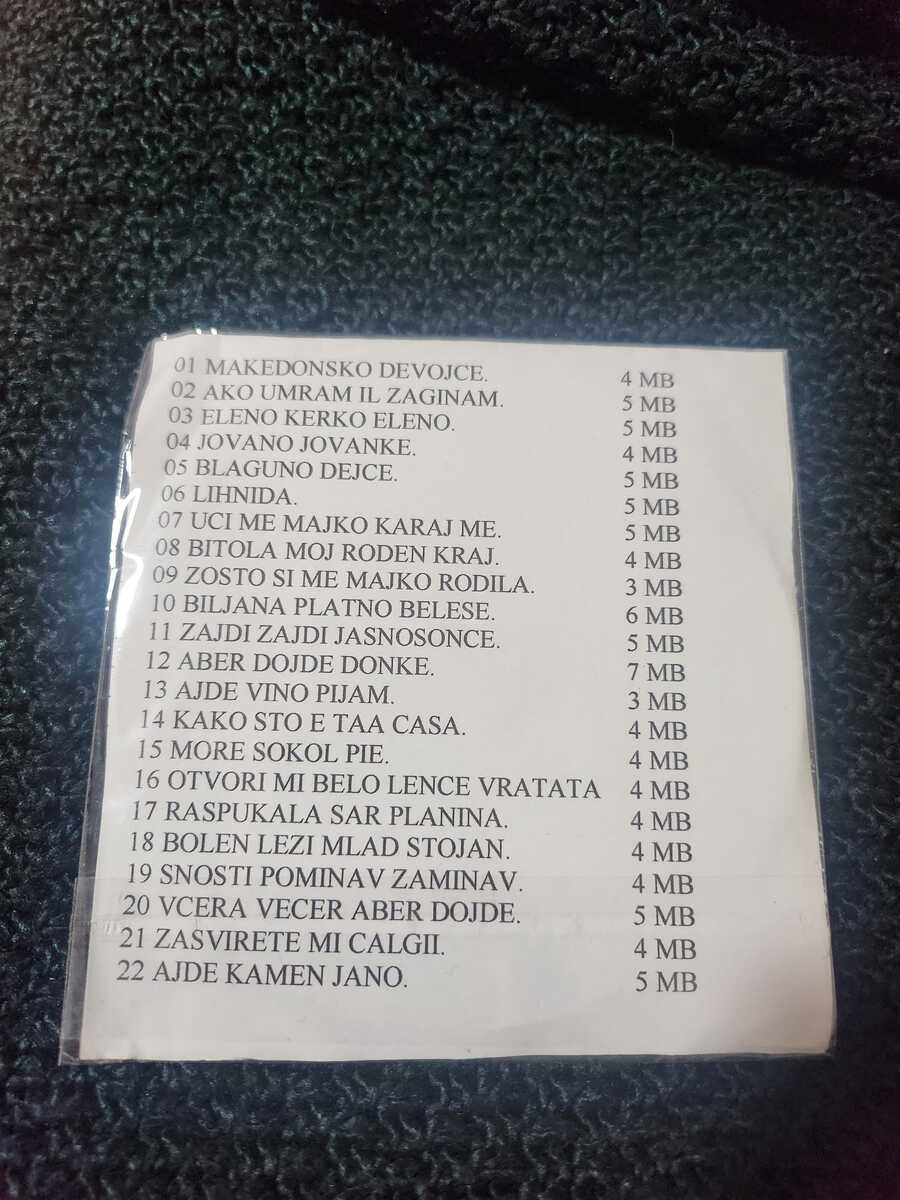 01 MAKEDONSKO DEVOJCE. 4 MB
02 AKO UMRAM IL ZAGINAM. 5 MB
03 ELENO KERKO ELENO. 5 MB
04 JOVANO JOVANKE. 4 MB
05 BLAGUNO DEJCE. 5 MB
06 LIHNIDA. 5 MB
07 UCI ME MAJKO KARAJ ME. 5 MB
08 BITOLA MOJ RODEN KRAJ. 4 MB
09 ZOSTO SI ME MAJKO RODILA. 3 MB
10 BILJANA PLATNO BELESE. 6 MB
11 ZAJDI ZAJDI JASNOSONCE. 5 MB
12 ABER DOJDE DONKE. 7 MB
13 AJDE VINO PIJAM. 3 MB
14 KAKO STO E TAA CASA. 4 MB
15 MORE SOKOL PIE. 4 MB
16 OTVORI MI BELO LENCE VRATATA 4 MB
17 RASPUKALA SAR PLANINA. 4 MB
18 BOLEN LEZI MLAD STOJAN. 4 MB
19 SNOSTI POMINAV ZAMINAV. 4 MB
20 VCERA VECER ABER DOJDE. 5 MB
21 ZASVIRETE MI CALGII. 4 MB
22 AJDE KAMEN JANO. 5 MB